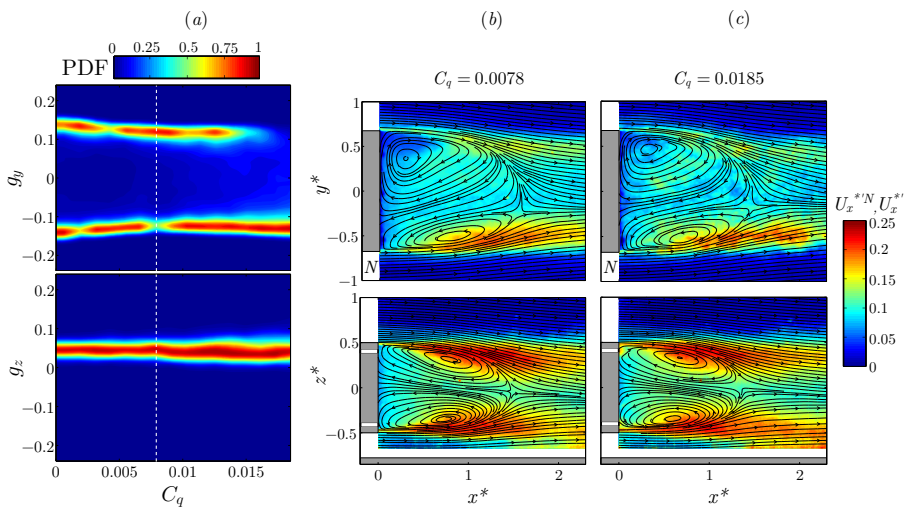 (a) (b) (c)
PDF 0 0.25 0.5 0.75 1
C_q = 0.0078 C_q = 0.0185
g_y 0.2 0.1 0 −0.1 −0.2
y* 1 0.5 0 −0.5 −1
N N
U_x*'^N, U_x*'
0.25
0.2
0.15
0.1
0.05
0
g_z 0.2 0.1 0 −0.1 −0.2
z* 1 0.5 0 −0.5
0 0.005 0.010 0.015
C_q
0 1 2 0 1 2
x* x*